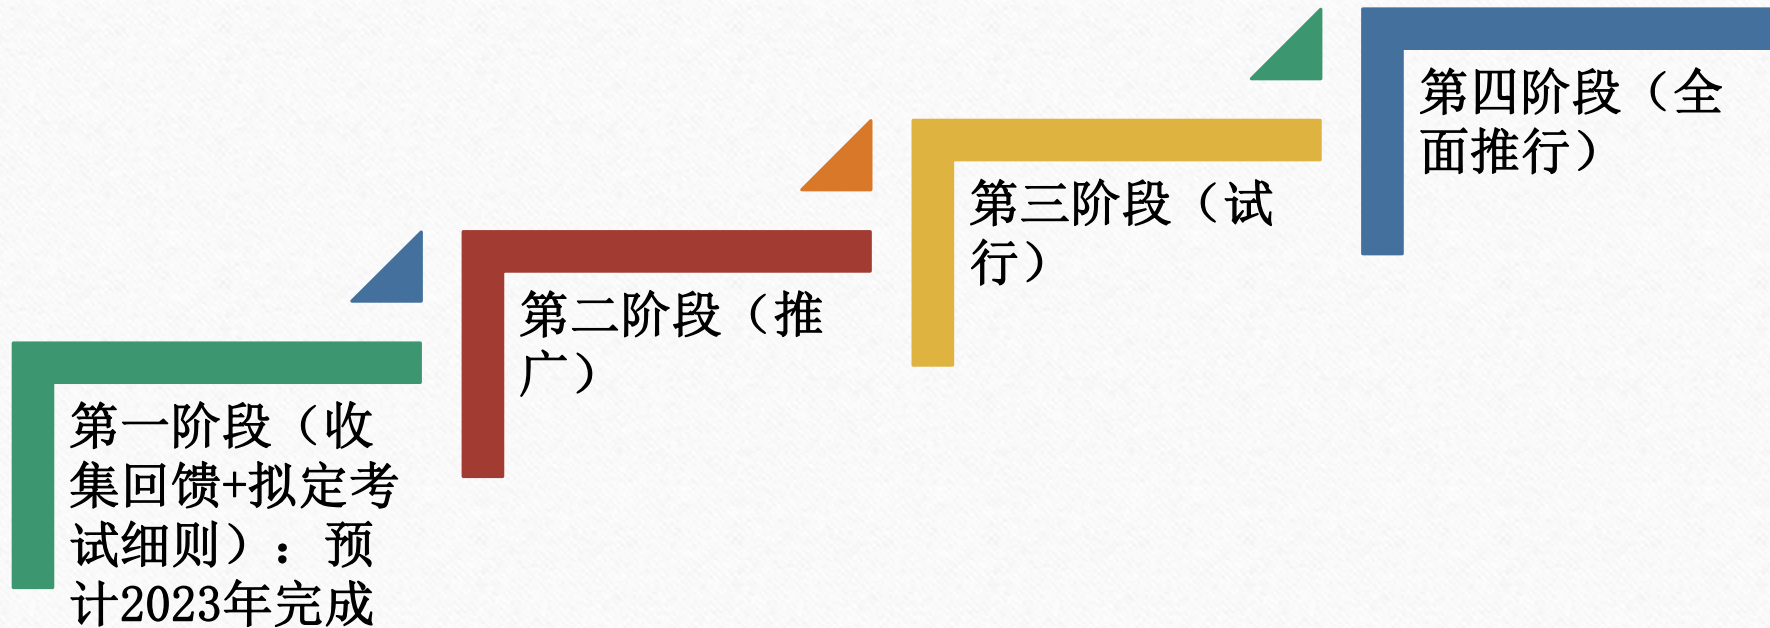 第一阶段（收
集回馈+拟定考
试细则）：预
计2023年完成
第二阶段（推
广）
第三阶段（试
行）
第四阶段（全
面推行）